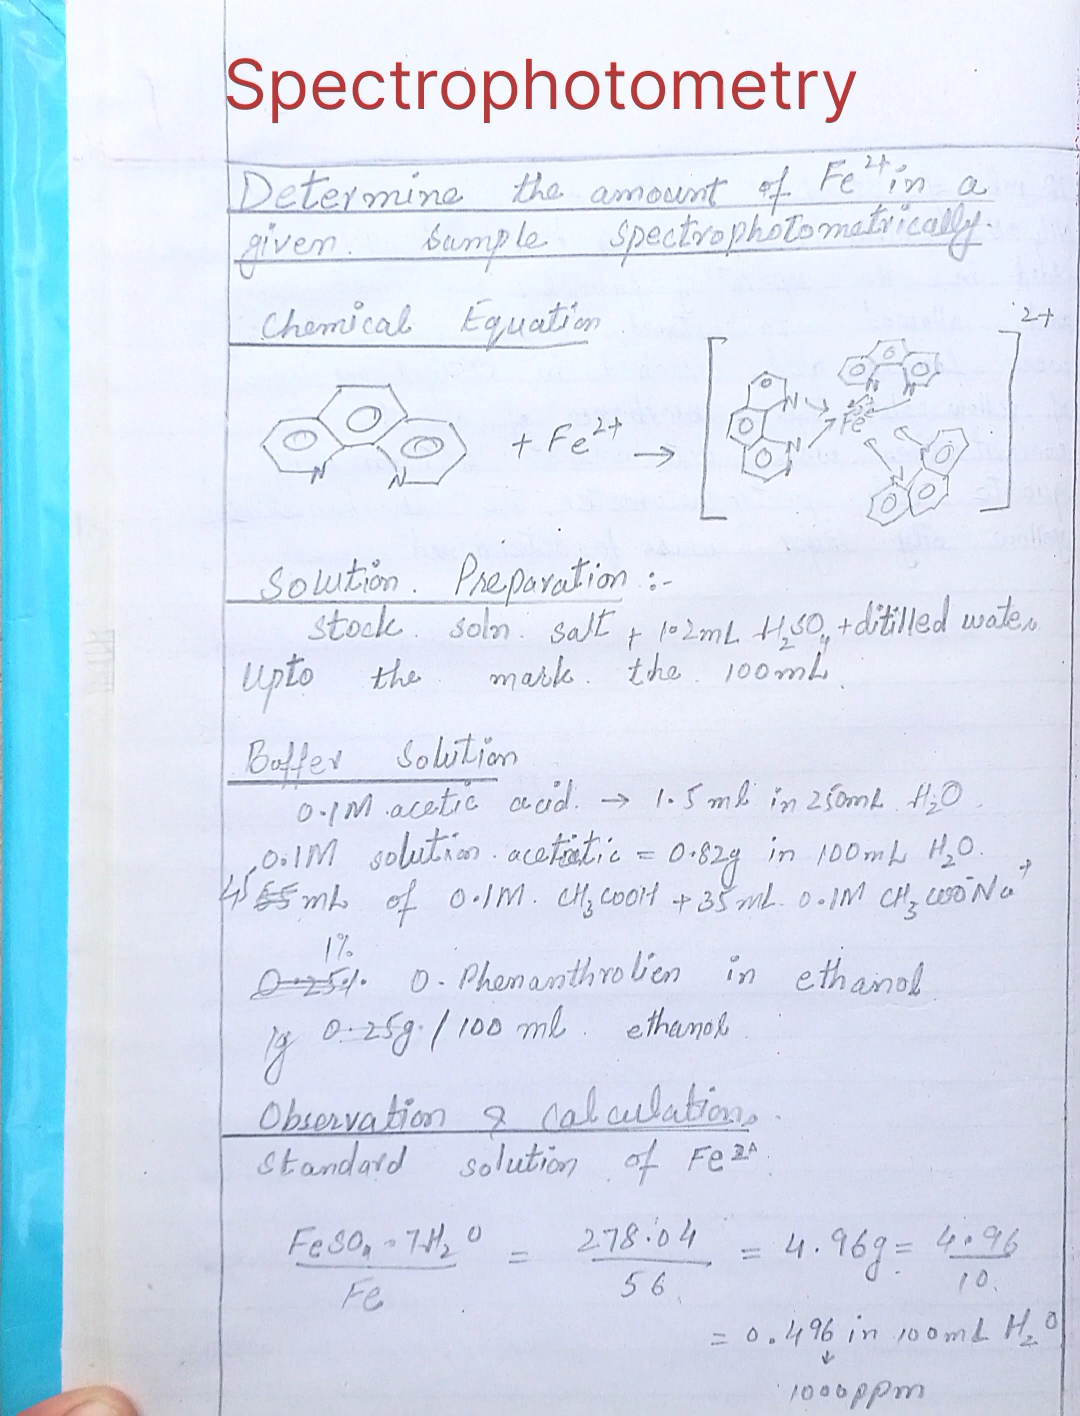 Spectrophotometry
Determine the amount of Fe²⁺ in a
given. sample spectrophotometrically.
Chemical Equation
N N + Fe²⁺ → [ N N N N Fe²⁺ N N ]²⁺
Solution. Preparation :-
stock. soln. salt + 1.2mL H₂SO₄ + ditilled water
upto the mark. the 100mL.
Buffer Solution
0.1M acetic acid. → 1.5 ml in 250mL H₂O.
0.1M solution. = 0.82g in 100mL H₂O.
45 55 mL of 0.1M. CH₃COOH + 35 mL. 0.1M CH₃COO⁻Na⁺
1%
0.25%. O-Phenanthrolien in ethanol
1g 0.25g. / 100 ml. ethanol
Observation & calculation.
Standard solution of Fe²⁺.
FeSO₄.7H₂O / Fe = 278.04 / 56 = 4.96g = 4.96 / 10.
= 0.496 in 100mL H₂O
↓
1000ppm